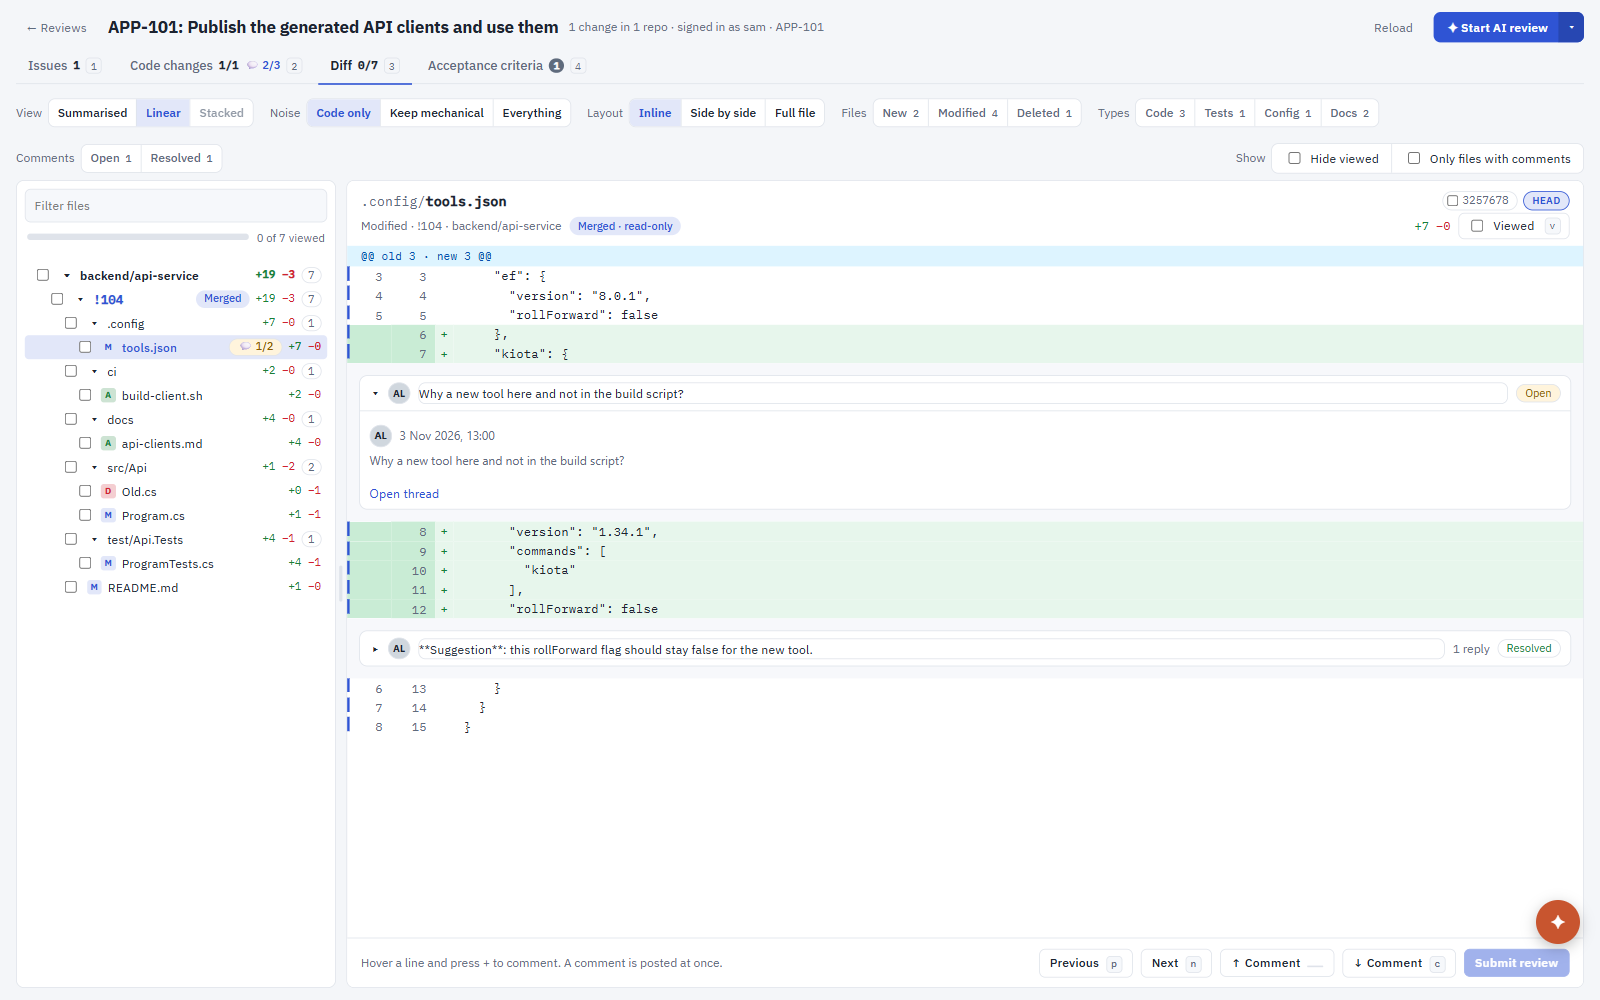 ← Reviews APP-101: Publish the generated API clients and use them 1 change in 1 repo · signed in as sam · APP-101 Reload ✦ Start AI review
Issues 1 1 Code changes 1/1 2/3 2 Diff 0/7 3 Acceptance criteria 1 4
View Summarised Linear Stacked Noise Code only Keep mechanical Everything Layout Inline Side by side Full file Files New 2 Modified 4 Deleted 1 Types Code 3 Tests 1 Config 1 Docs 2
Comments Open 1 Resolved 1 Show Hide viewed Only files with comments
Filter files
0 of 7 viewed
backend/api-service +19 −3 7
!104 Merged +19 −3 7
.config +7 −0 1
M tools.json 1/2 +7 −0
ci +2 −0 1
A build-client.sh +2 −0
docs +4 −0 1
A api-clients.md +4 −0
src/Api +1 −2 2
D Old.cs +0 −1
M Program.cs +1 −1
test/Api.Tests +4 −1 1
M ProgramTests.cs +4 −1
M README.md +1 −0
.config/tools.json 3257678 HEAD
Modified · !104 · backend/api-service Merged · read-only +7 −0 Viewed v
@@ old 3 · new 3 @@
3 3 "ef": {
4 4 "version": "8.0.1",
5 5 "rollForward": false
6 + },
7 + "kiota": {
AL Why a new tool here and not in the build script? Open
AL 3 Nov 2026, 13:00
Why a new tool here and not in the build script?
Open thread
8 + "version": "1.34.1",
9 + "commands": [
10 + "kiota"
11 + ],
12 + "rollForward": false
AL **Suggestion**: this rollForward flag should stay false for the new tool. 1 reply Resolved
6 13 }
7 14 }
8 15 }
Hover a line and press + to comment. A comment is posted at once. Previous p Next n ↑ Comment ↓ Comment c Submit review